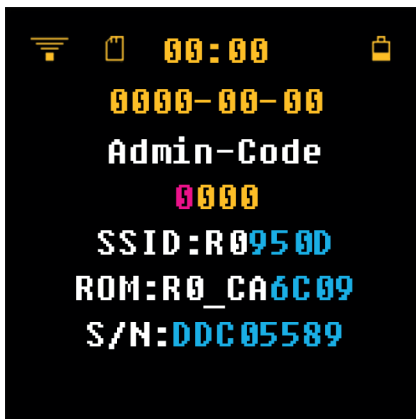 00:00
0000-00-00
Admin-Code
0000
SSID:R0950D
ROM:R0_CA6C09
S/N:DDC05589